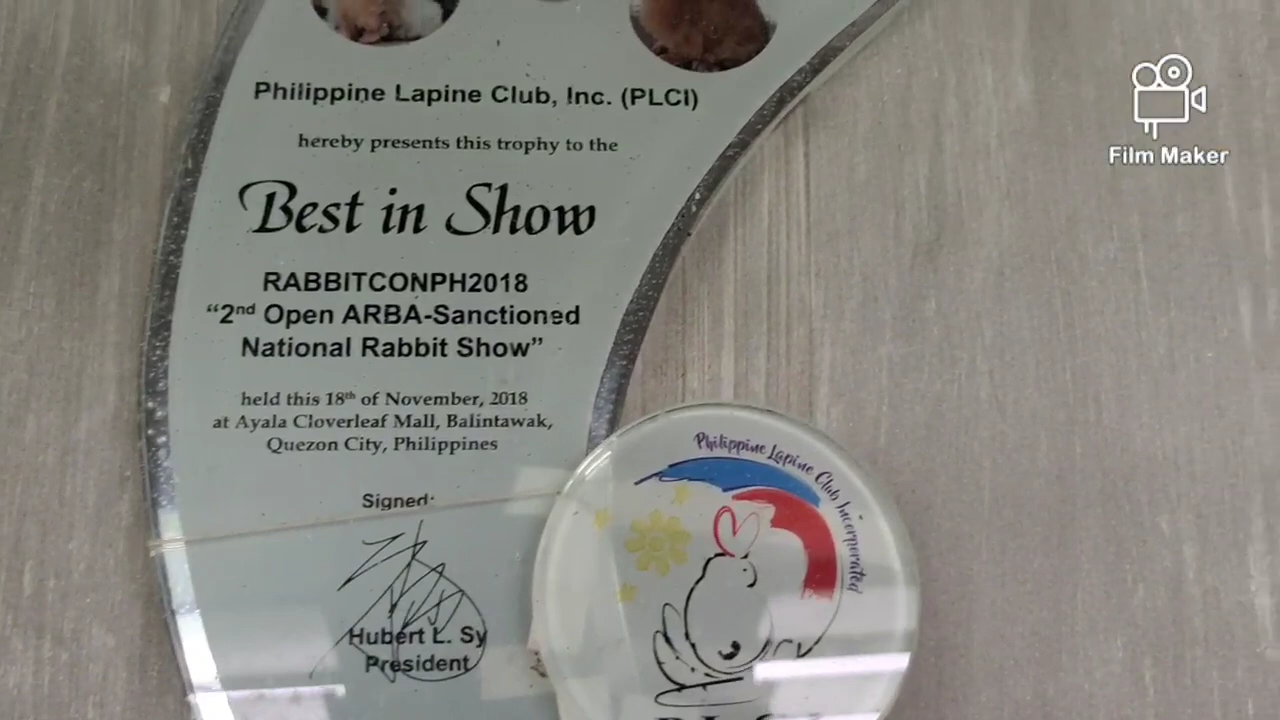 Philippine Lapine Club, Inc. (PLCI)
hereby presents this trophy to the
Best in Show
RABBITCONPH2018
“2nd Open ARBA-Sanctioned
National Rabbit Show”
held this 18th of November, 2018
at Ayala Cloverleaf Mall, Balintawak,
Quezon City, Philippines
Signed:
Hubert L. Sy
President
Philippine Lapine Club Incorporated
Film Maker